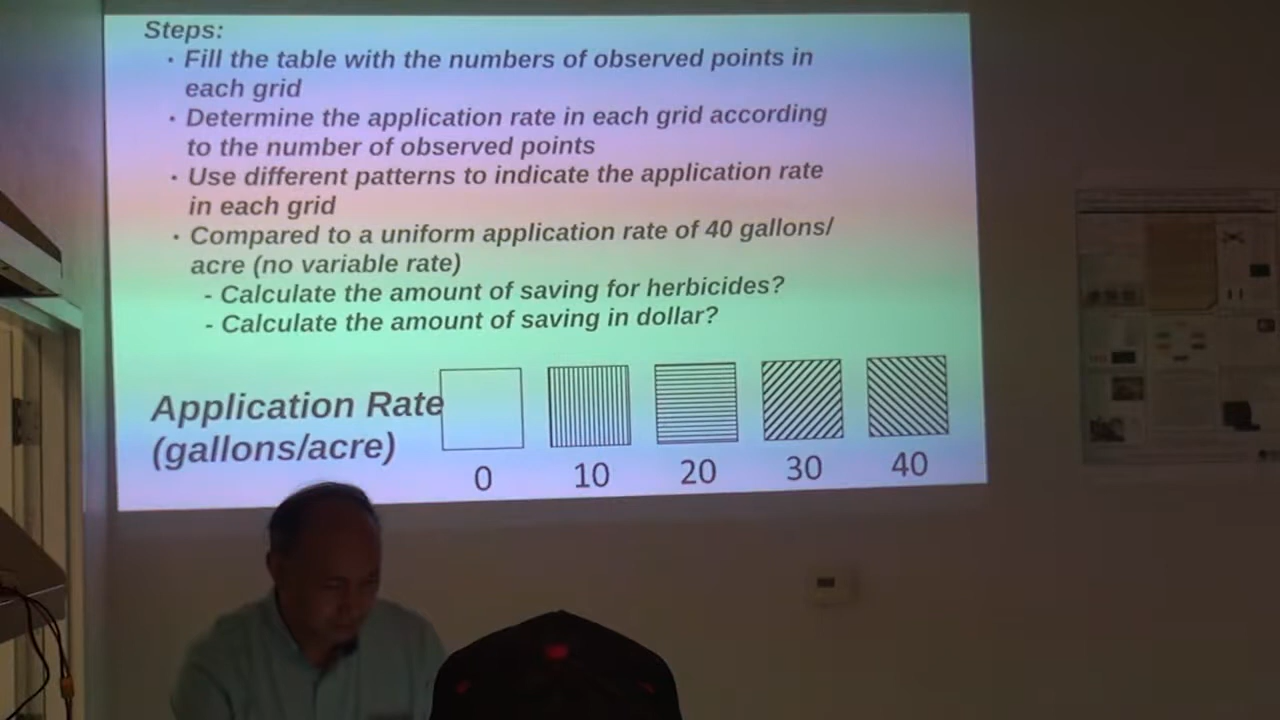 Steps:
· Fill the table with the numbers of observed points in
each grid
· Determine the application rate in each grid according
to the number of observed points
· Use different patterns to indicate the application rate
in each grid
· Compared to a uniform application rate of 40 gallons/
acre (no variable rate)
- Calculate the amount of saving for herbicides?
- Calculate the amount of saving in dollar?
Application Rate
(gallons/acre)
0 10 20 30 40